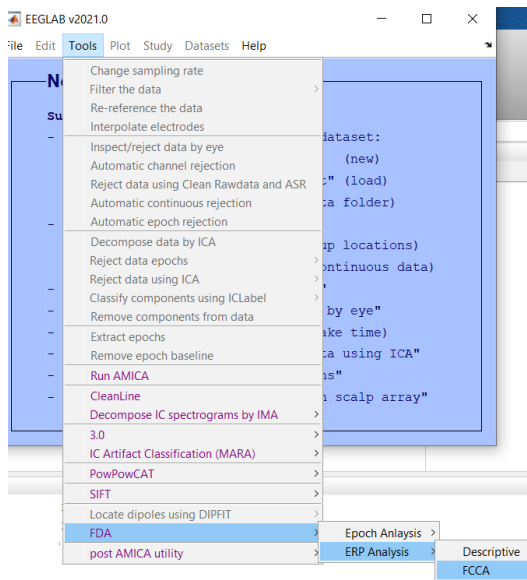 EEGLAB v2021.0
File Edit Tools Plot Study Datasets Help
Change sampling rate
Filter the data
Re-reference the data
Interpolate electrodes
Inspect/reject data by eye
Automatic channel rejection
Reject data using Clean Rawdata and ASR
Automatic continuous rejection
Automatic epoch rejection
Decompose data by ICA
Reject data epochs
Reject data using ICA
Classify components using ICLabel
Remove components from data
Extract epochs
Remove epoch baseline
Run AMICA
CleanLine
Decompose IC spectrograms by IMA
3.0
IC Artifact Classification (MARA)
PowPowCAT
SIFT
Locate dipoles using DIPFIT
FDA
post AMICA utility
Epoch Anlaysis
ERP Analysis
Descriptive
FCCA
No
Su
- dataset:
(new)
" (load)
folder)
-
locations)
data)
- "
- by eye"
- time)
- using ICA"
- "
- scalp array"